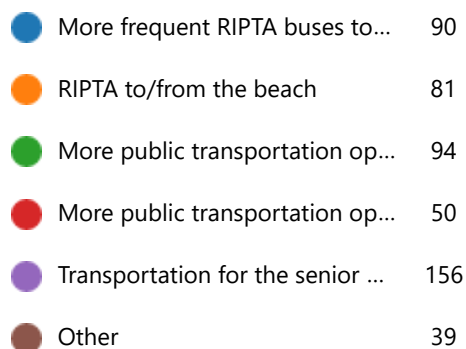 More frequent RIPTA buses to... 90
RIPTA to/from the beach 81
More public transportation op... 94
More public transportation op... 50
Transportation for the senior ... 156
Other 39